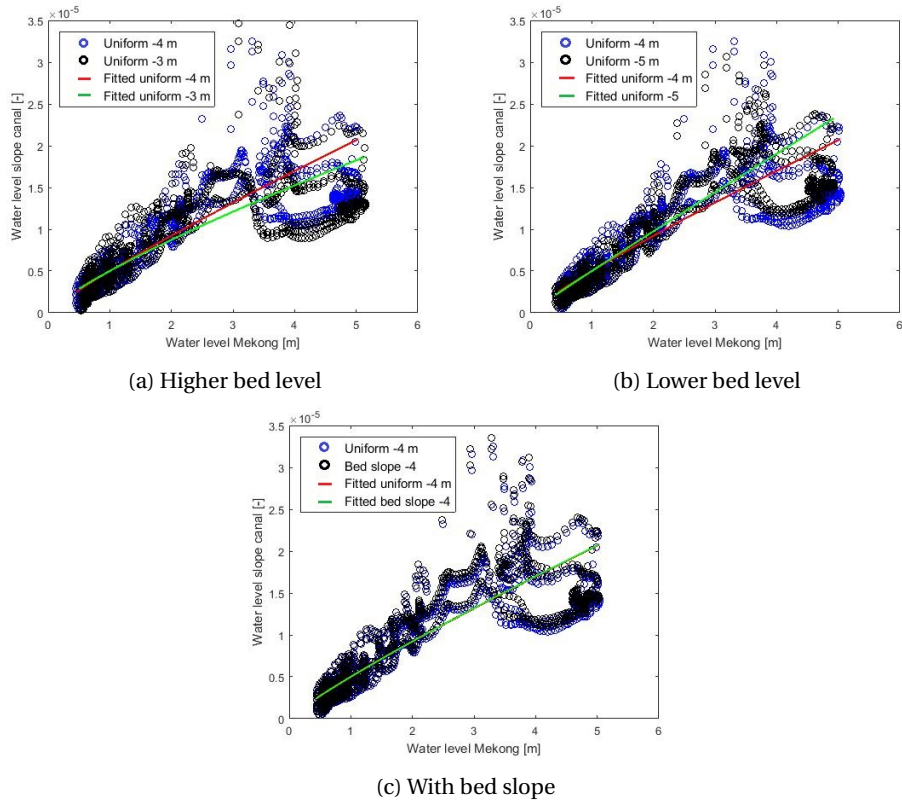 ×10⁻⁵
3.5
3
2.5
2
1.5
1
0.5
0
Water level slope canal [-]
Uniform -4 m
Uniform -3 m
Fitted uniform -4 m
Fitted uniform -3 m
0 1 2 3 4 5 6
Water level Mekong [m]
(a) Higher bed level
×10⁻⁵
3.5
3
2.5
2
1.5
1
0.5
0
Water level slope canal [-]
Uniform -4 m
Uniform -5 m
Fitted uniform -4 m
Fitted uniform -5
0 1 2 3 4 5 6
Water level Mekong [m]
(b) Lower bed level
×10⁻⁵
3.5
3
2.5
2
1.5
1
0.5
0
Water level slope canal [-]
Uniform -4 m
Bed slope -4
Fitted uniform -4 m
Fitted bed slope -4
0 1 2 3 4 5 6
Water level Mekong [m]
(c) With bed slope